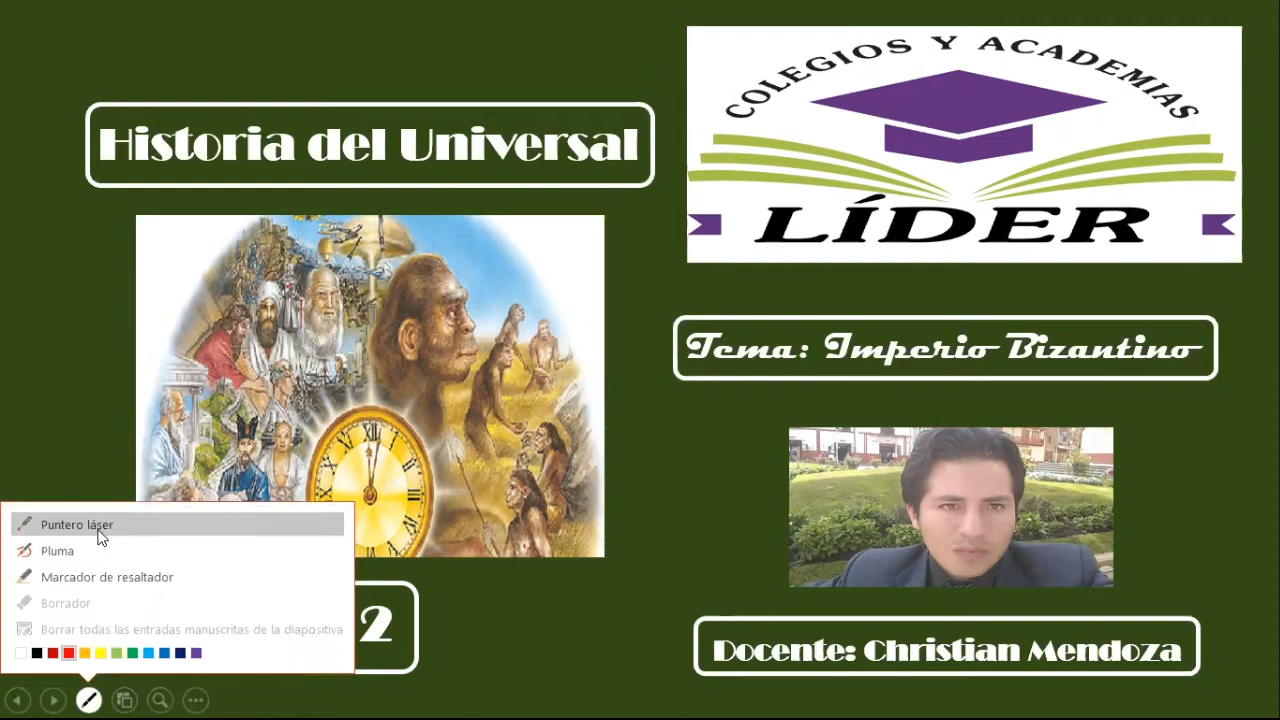 COLEGIOS Y ACADEMIAS
LÍDER
Historia del Universal
Tema: Imperio Bizantino
XII
Puntero láser
Pluma
Marcador de resaltador
Borrador
Borrar todas las entradas manuscritas de la diapositiva
2
Docente: Christian Mendoza